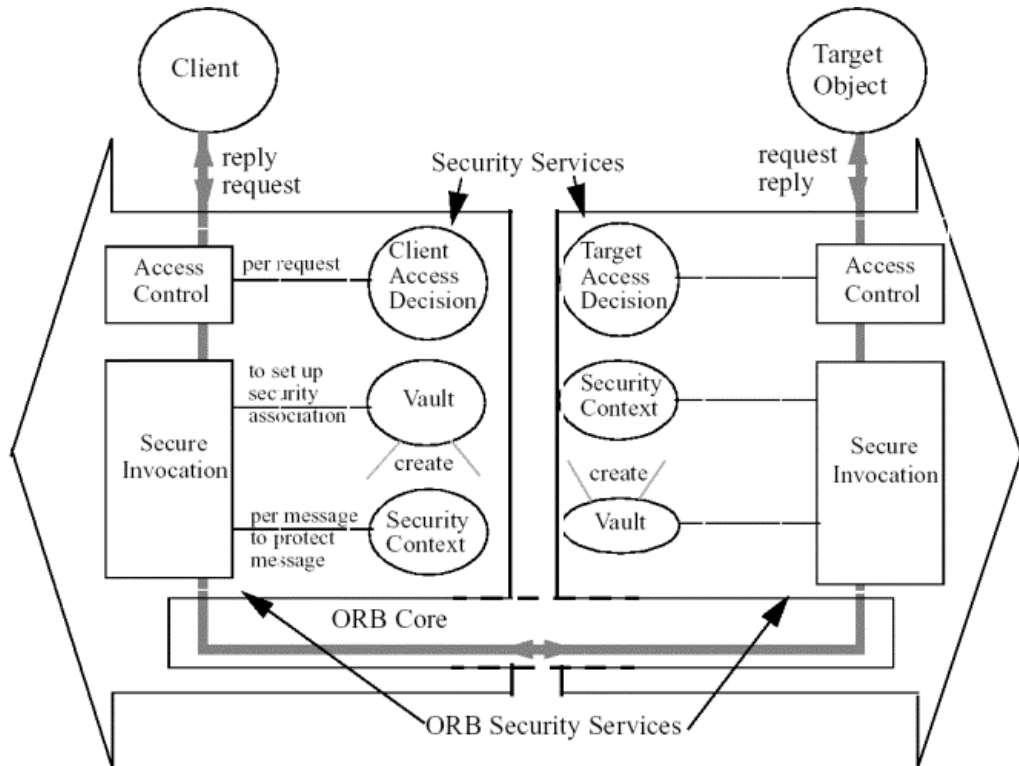 Client
Target
Object
reply
request
Security Services
request
reply
Access
Control
per request
Client
Access
Decision
Target
Access
Decision
Access
Control
to set up
security
association
Vault
Security
Context
Secure
Invocation
create
create
Secure
Invocation
per message
to protect
message
Security
Context
Vault
ORB Core
ORB Security Services